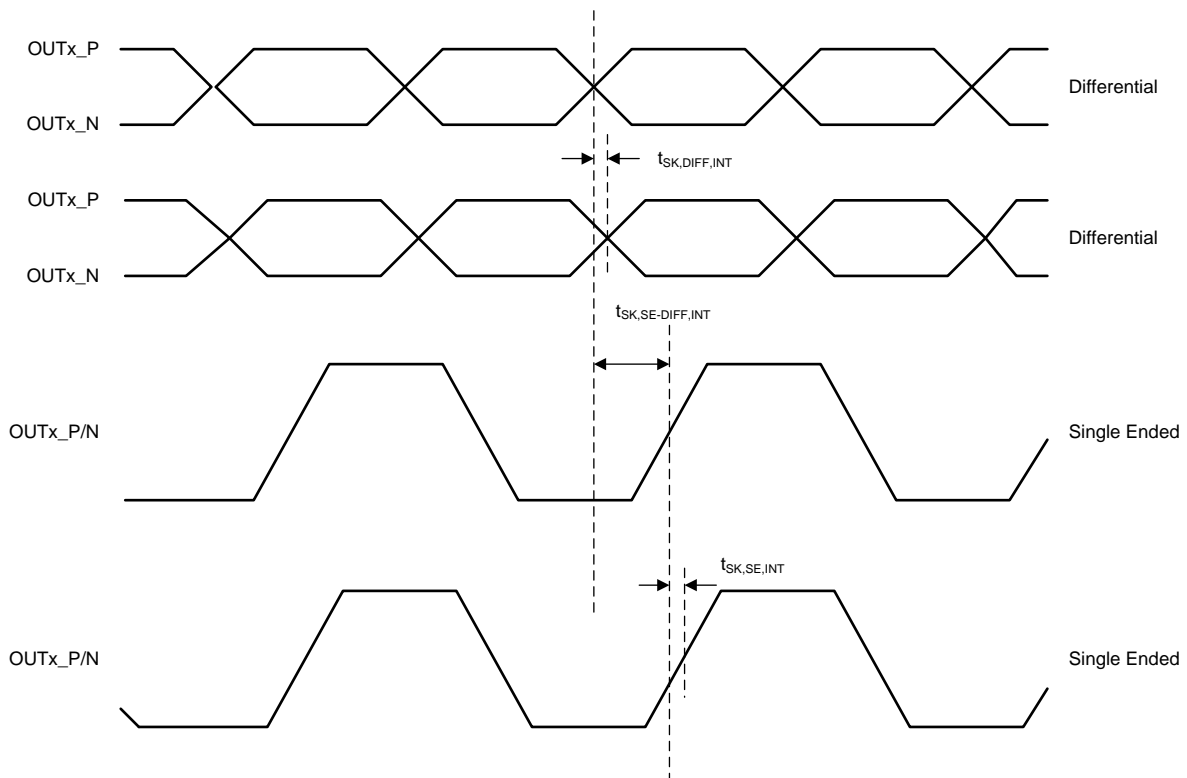 OUTx_P
Differential
OUTx_N
tSK,DIFF,INT
OUTx_P
Differential
OUTx_N
tSK,SE-DIFF,INT
OUTx_P/N
Single Ended
tSK,SE,INT
OUTx_P/N
Single Ended